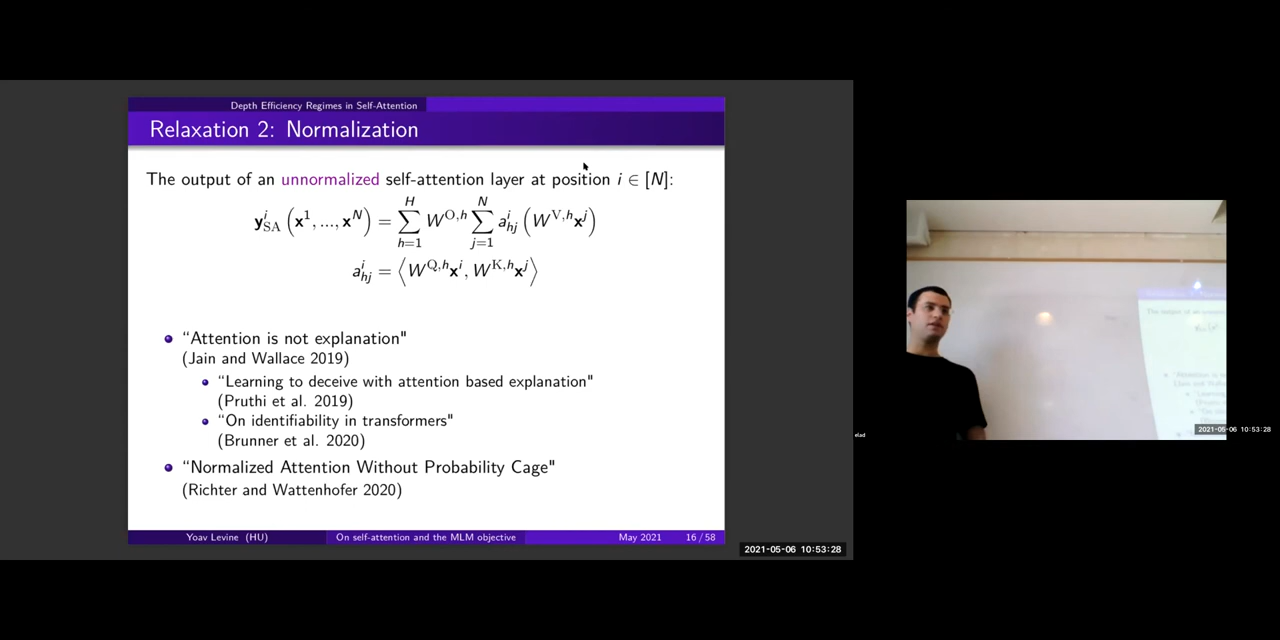 Depth Efficiency Regimes in Self-Attention
Relaxation 2: Normalization
The output of an unnormalized self-attention layer at position i ∈ [N]:
y^i_SA (x^1, ..., x^N) = ∑_{h=1}^{H} W^{O,h} ∑_{j=1}^{N} a^i_{hj} (W^{V,h} x^j)
a^i_{hj} = ⟨W^{Q,h} x^i, W^{K,h} x^j⟩
“Attention is not explanation"
(Jain and Wallace 2019)
“Learning to deceive with attention based explanation"
(Pruthi et al. 2019)
“On identifiability in transformers"
(Brunner et al. 2020)
“Normalized Attention Without Probability Cage"
(Richter and Wattenhofer 2020)
Yoav Levine (HU) On self-attention and the MLM objective May 2021 16 / 58
2021-05-06 10:53:28
elad
2021-05-06 10:53:28